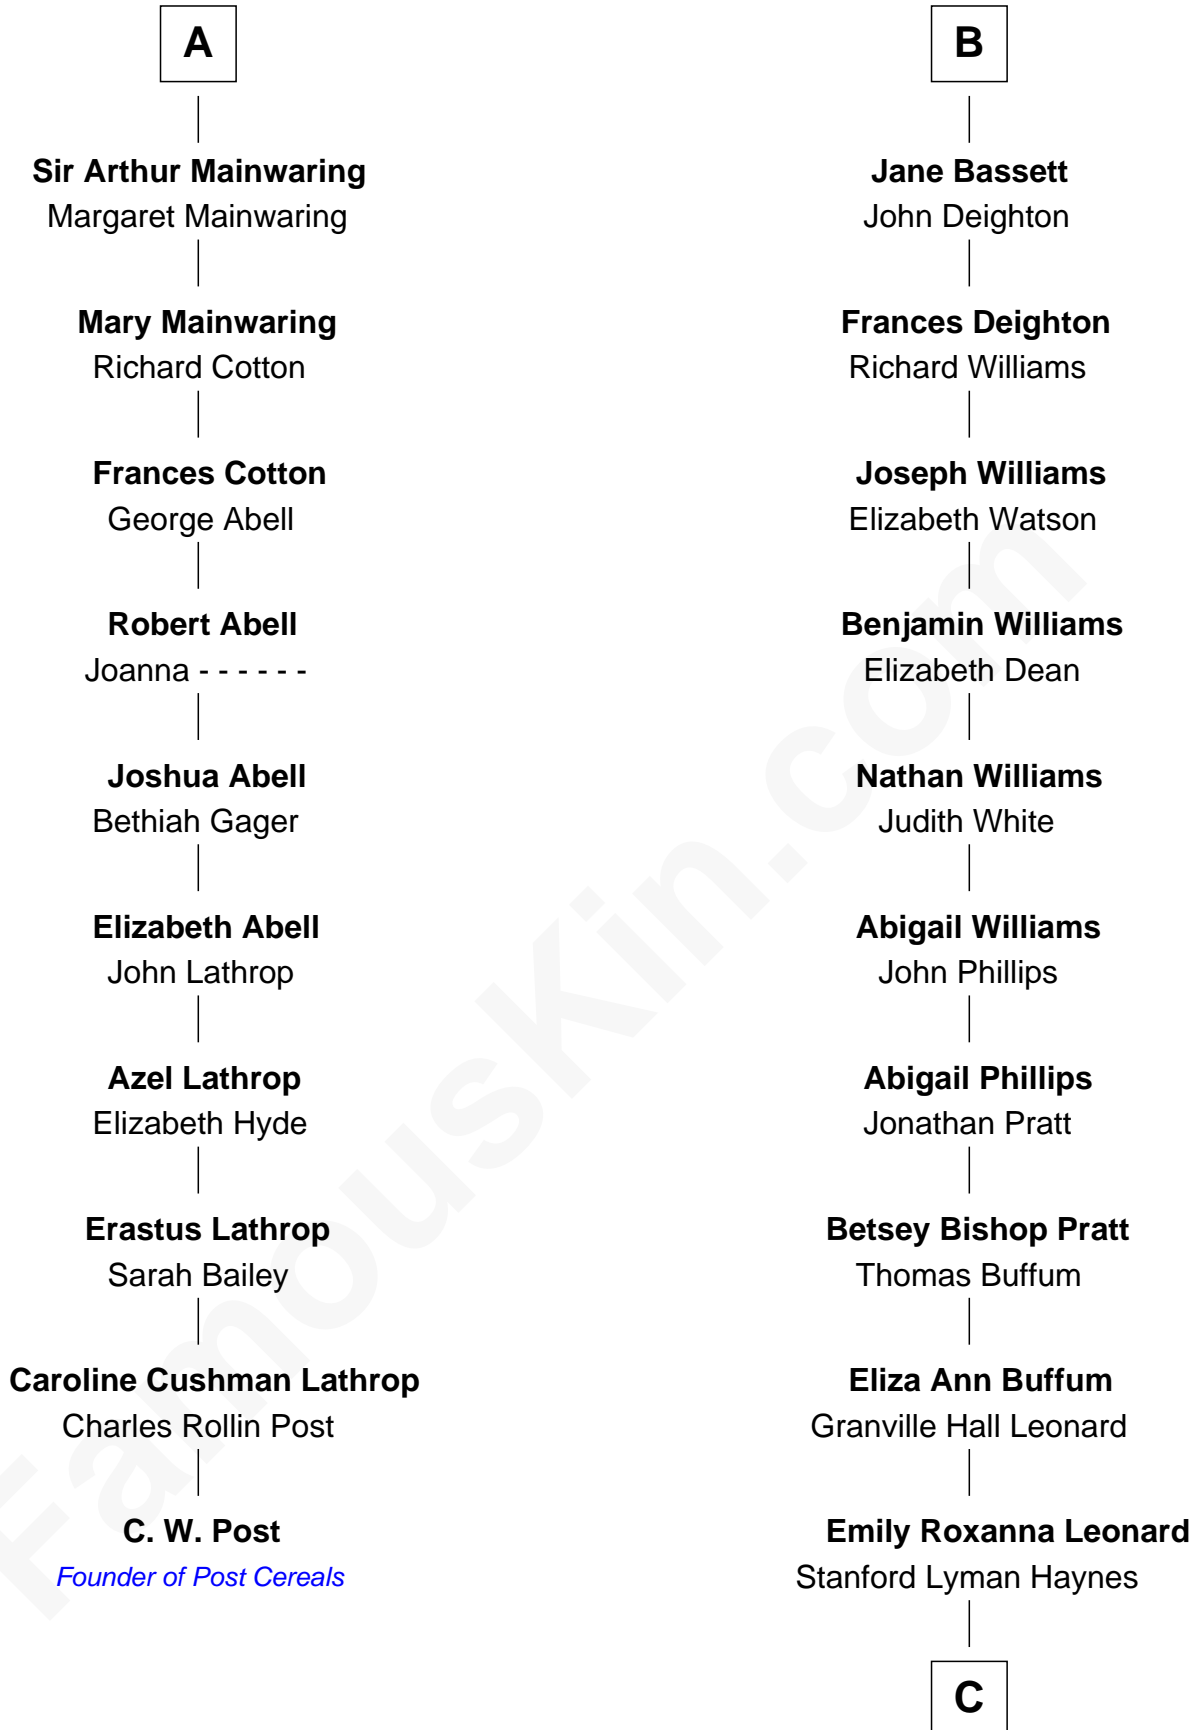 A
Sir Arthur Mainwaring
Margaret Mainwaring
Mary Mainwaring
Richard Cotton
Frances Cotton
George Abell
Robert Abell
Joanna - - - - - -
Joshua Abell
Bethiah Gager
Elizabeth Abell
John Lathrop
Azel Lathrop
Elizabeth Hyde
Erastus Lathrop
Sarah Bailey
Caroline Cushman Lathrop
Charles Rollin Post
C. W. Post
Founder of Post Cereals
B
Jane Bassett
John Deighton
Frances Deighton
Richard Williams
Joseph Williams
Elizabeth Watson
Benjamin Williams
Elizabeth Dean
Nathan Williams
Judith White
Abigail Williams
John Phillips
Abigail Phillips
Jonathan Pratt
Betsey Bishop Pratt
Thomas Buffum
Eliza Ann Buffum
Granville Hall Leonard
Emily Roxanna Leonard
Stanford Lyman Haynes
C
FamousKin.com